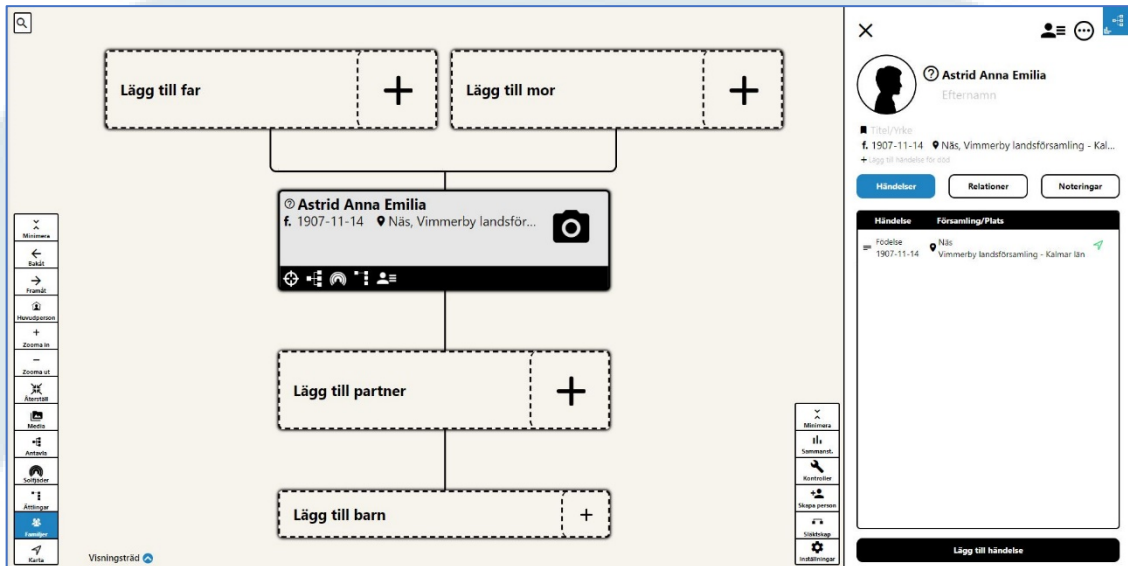 Lägg till far
Lägg till mor
Astrid Anna Emilia
f. 1907-11-14 Näs, Vimmerby landsför...
Lägg till partner
Lägg till barn
Minimera
Bakåt
Framåt
Huvudperson
Zooma in
Zooma ut
Återställ
Media
Antavla
Solfjäder
Ättlingar
Familjer
Karta
Visningsträd
Minimera
Sammanst.
Kontroller
Skapa person
Släktskap
Inställningar
Astrid Anna Emilia
Efternamn
Titel/Yrke
f. 1907-11-14 Näs, Vimmerby landsförsamling - Kal...
Lägg till händelse för död
Händelser Relationer Noteringar
Händelse Församling/Plats
Födelse Näs
1907-11-14 Vimmerby landsförsamling - Kalmar län
Lägg till händelse